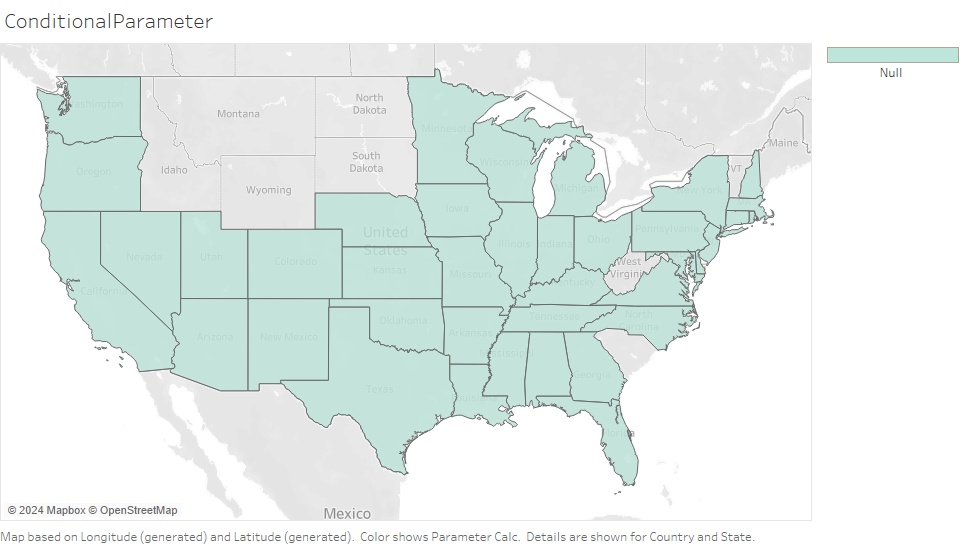 ConditionalParameter
Null
Washington
Montana
North
Dakota
Minnesota
Maine
Oregon
Idaho
South
Dakota
Wisconsin
VT
Wyoming
Michigan
New York
Iowa
United
States
Pennsylvania
Nevada
Utah
Colorado
Kansas
Illinois
Indiana
Ohio
West
Virginia
California
Missouri
Kentucky
Arizona
New Mexico
Oklahoma
Arkansas
Tennessee
North
Carolina
Mississippi
Georgia
Texas
Louisiana
Florida
Mexico
© 2024 Mapbox © OpenStreetMap
Map based on Longitude (generated) and Latitude (generated).  Color shows Parameter Calc.  Details are shown for Country and State.